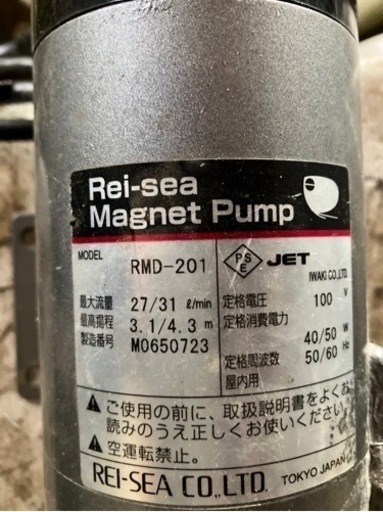 Rei-sea
Magnet Pump
MODEL RMD-201
PSE JET
IWAKI CO.,LTD.
最大流量 27/31 ℓ/min
最高揚程 3.1/4.3 m
製造番号 M0650723
定格電圧 100 V
定格消費電力
40/50 W
定格周波数 50/60 Hz
屋内用
ご使用の前に、取扱説明書をよくお
読みのうえ正しくお使いください
空運転禁止。
REI-SEA CO.,LTD. TOKYO JAPAN